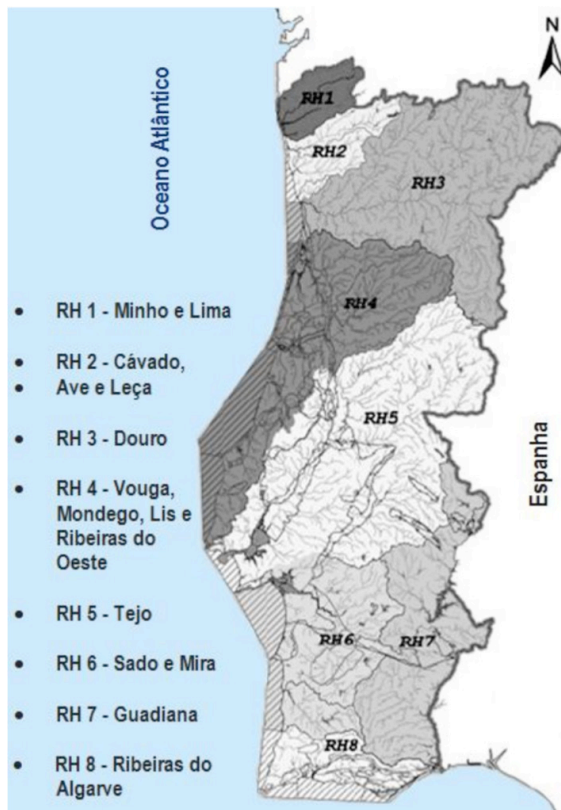 N
Oceano Atlântico
RH1
RH2
RH3
RH4
RH5
RH6
RH7
RH8
Espanha
• RH 1 - Minho e Lima
• RH 2 - Cávado,
• Ave e Leça
• RH 3 - Douro
• RH 4 - Vouga,
Mondego, Lis e
Ribeiras do
Oeste
• RH 5 - Tejo
• RH 6 - Sado e Mira
• RH 7 - Guadiana
• RH 8 - Ribeiras do
Algarve